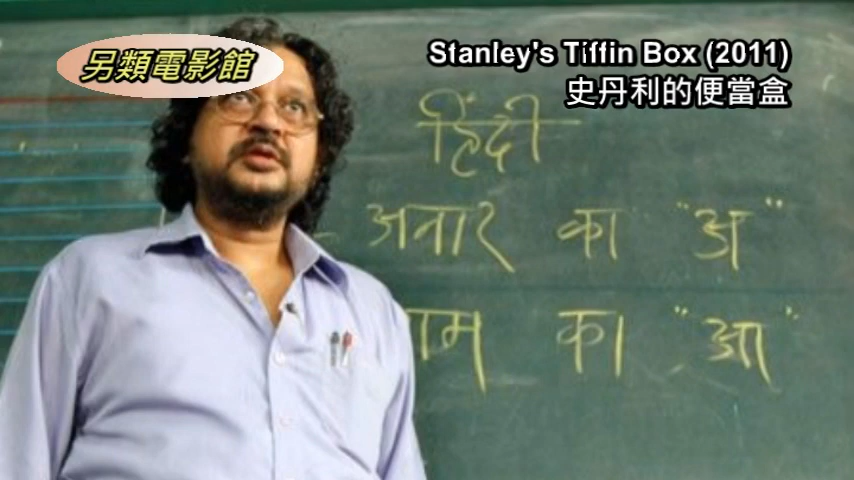 另類電影館
Stanley's Tiffin Box (2011)
史丹利的便當盒
हिंदी
अनार का "अ"
का "आ"